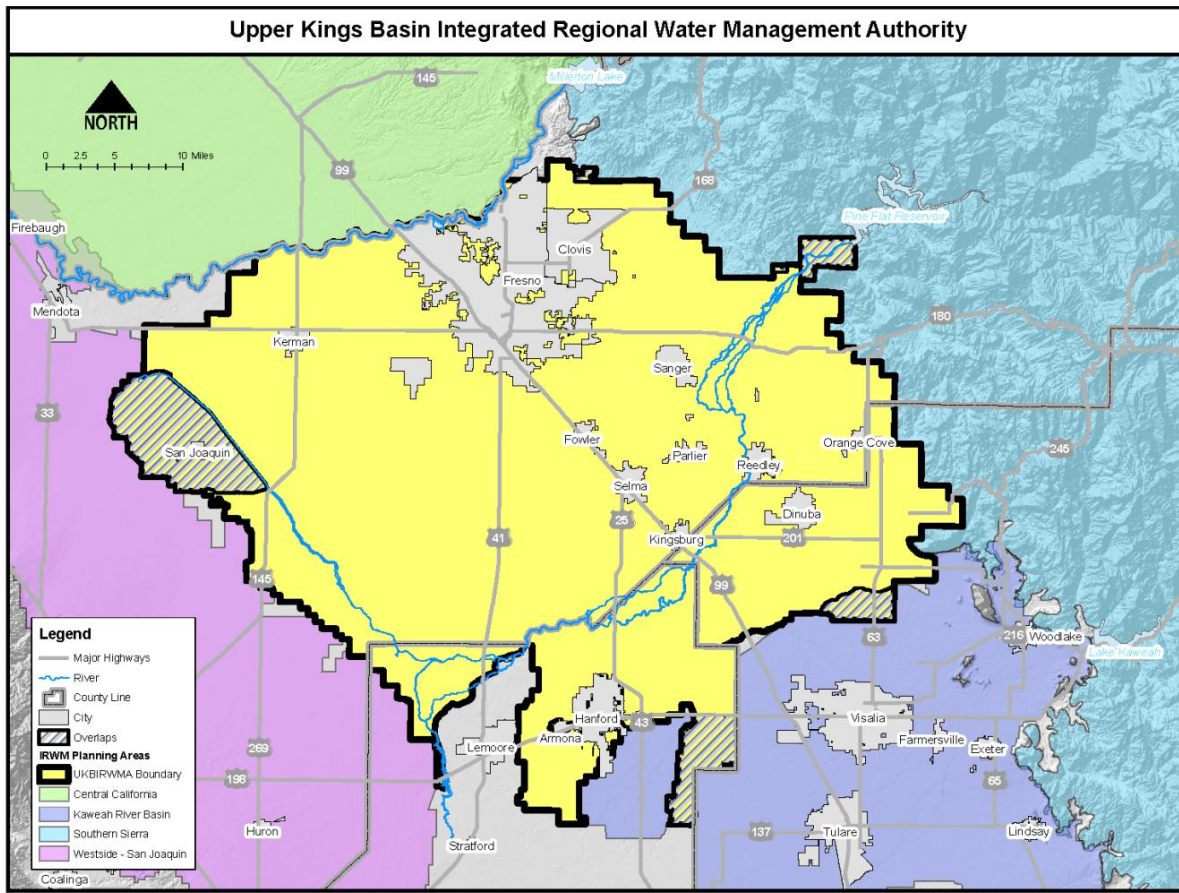 Upper Kings Basin Integrated Regional Water Management Authority
NORTH
0 2.5 5 10 Miles
145
Millerton Lake
99
168
Pine Flat Reservoir
Firebaugh
Clovis
Fresno
Mendota
Kerman
180
Sanger
33
San Joaquin
Fowler
Parlier
Reedley
Orange Cove
245
Selma
Dinuba
25
41
Kingsburg
201
145
99
63
216
Woodlake
Lake Kaweah
Hanford
43
Visalia
Armona
Lemoore
Farmersville
Exeter
269
198
65
Huron
Stratford
137
Tulare
Lindsay
Coalinga
Legend
Major Highways
River
County Line
City
Overlaps
IRWM Planning Areas
UKBIRWMA Boundary
Central California
Kaweah River Basin
Southern Sierra
Westside - San Joaquin